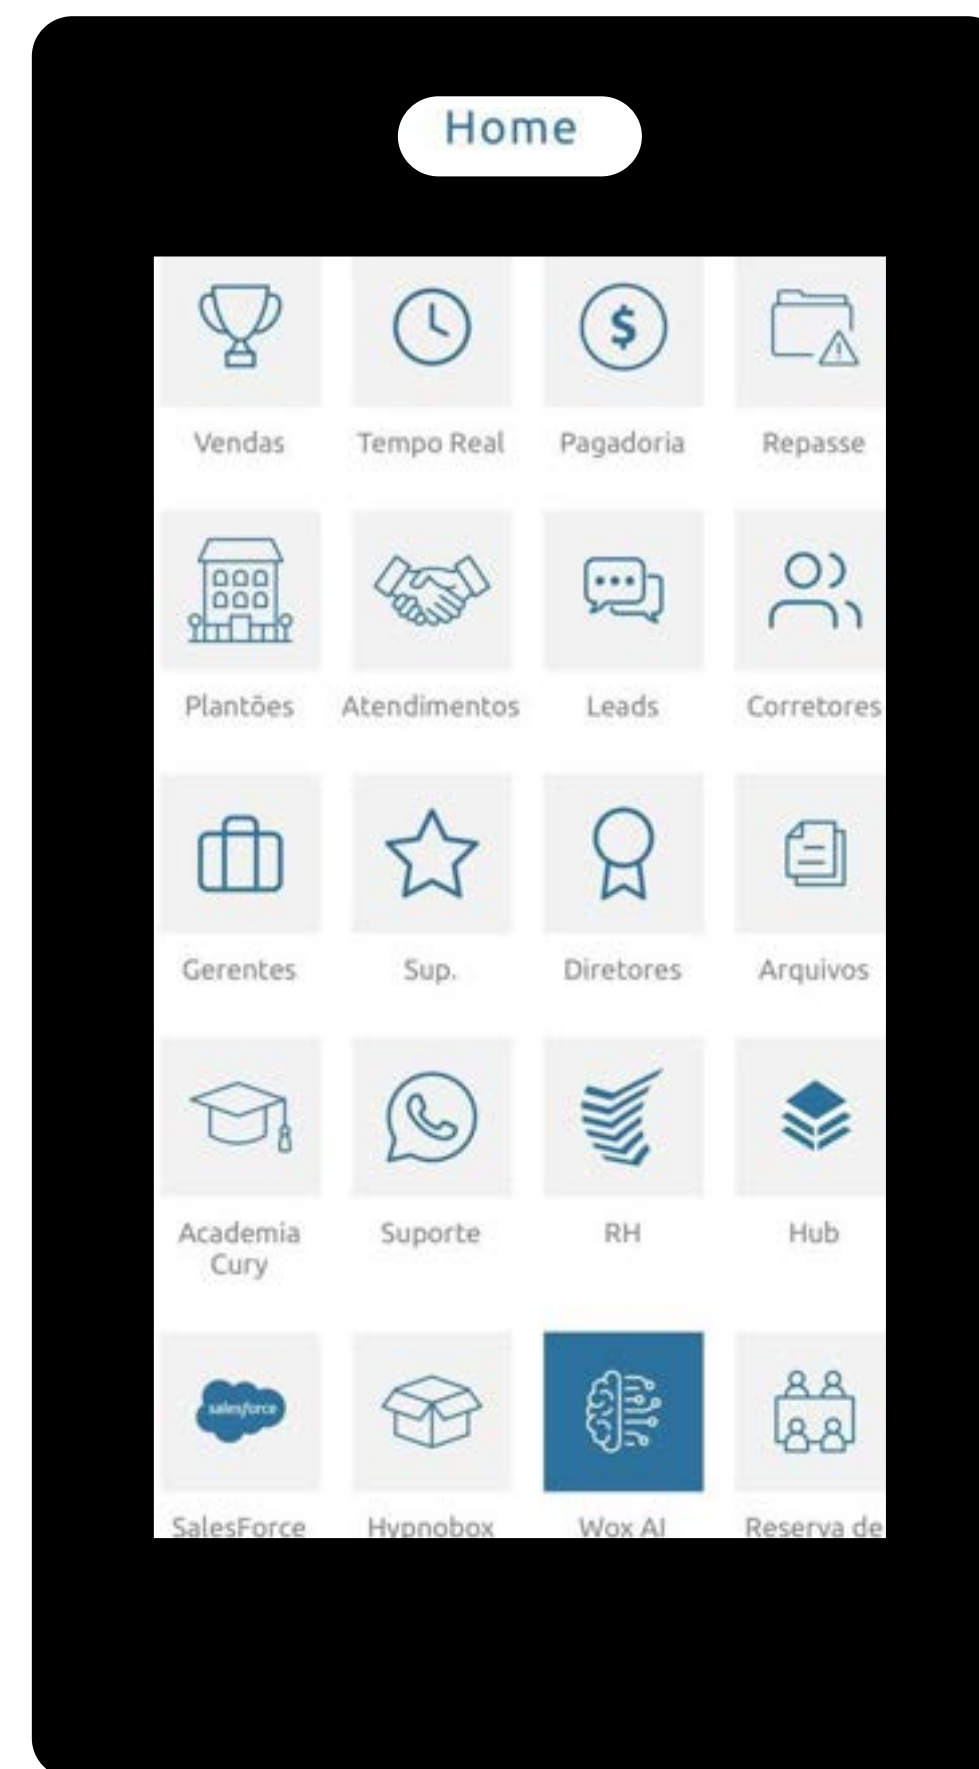 Home
Vendas Tempo Real Pagadoria Repasse
Plantões Atendimentos Leads Corretores
Gerentes Sup. Diretores Arquivos
Academia Cury Suporte RH Hub
salesforce
SalesForce Hypnobox Wox AI Reserva de